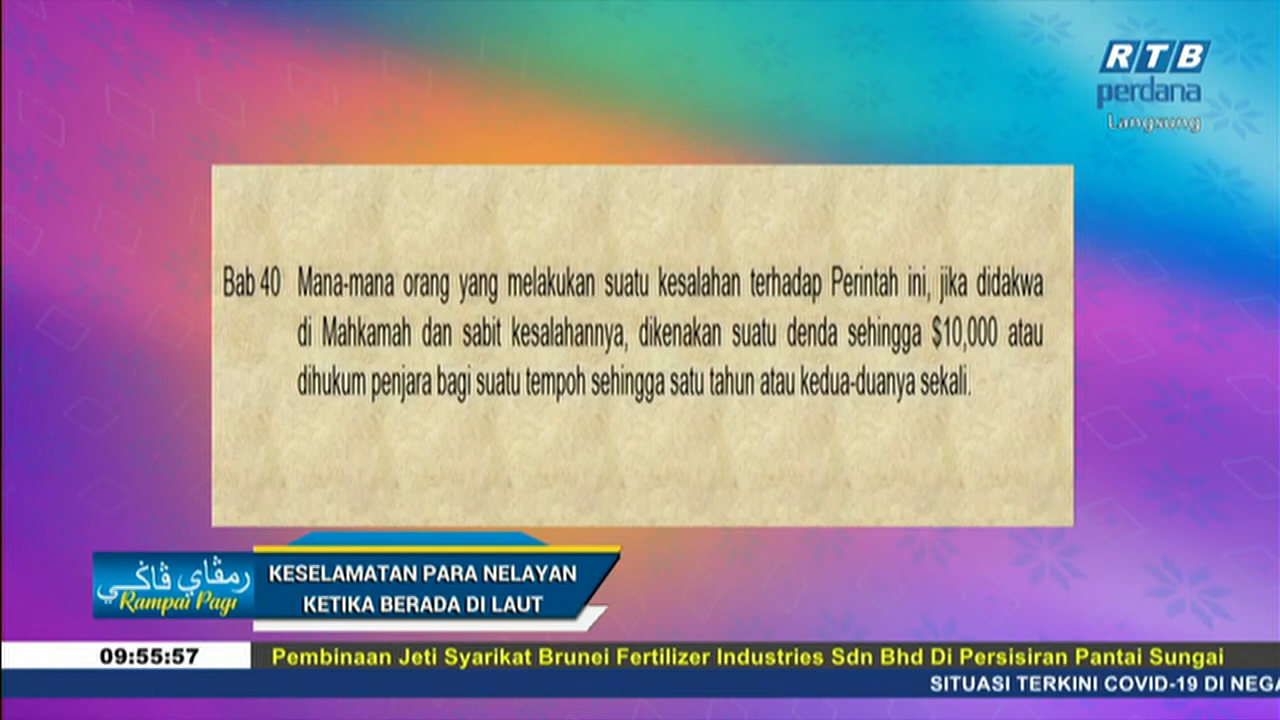 RTB
perdana
Langsung
Bab 40 Mana-mana orang yang melakukan suatu kesalahan terhadap Perintah ini, jika didakwa
di Mahkamah dan sabit kesalahannya, dikenakan suatu denda sehingga $10,000 atau
dihukum penjara bagi suatu tempoh sehingga satu tahun atau kedua-duanya sekali.
رمڤاي ڤاݢي
Rampai Pagi
KESELAMATAN PARA NELAYAN
KETIKA BERADA DI LAUT
09:55:57
Pembinaan Jeti Syarikat Brunei Fertilizer Industries Sdn Bhd Di Persisiran Pantai Sungai
SITUASI TERKINI COVID-19 DI NEGA